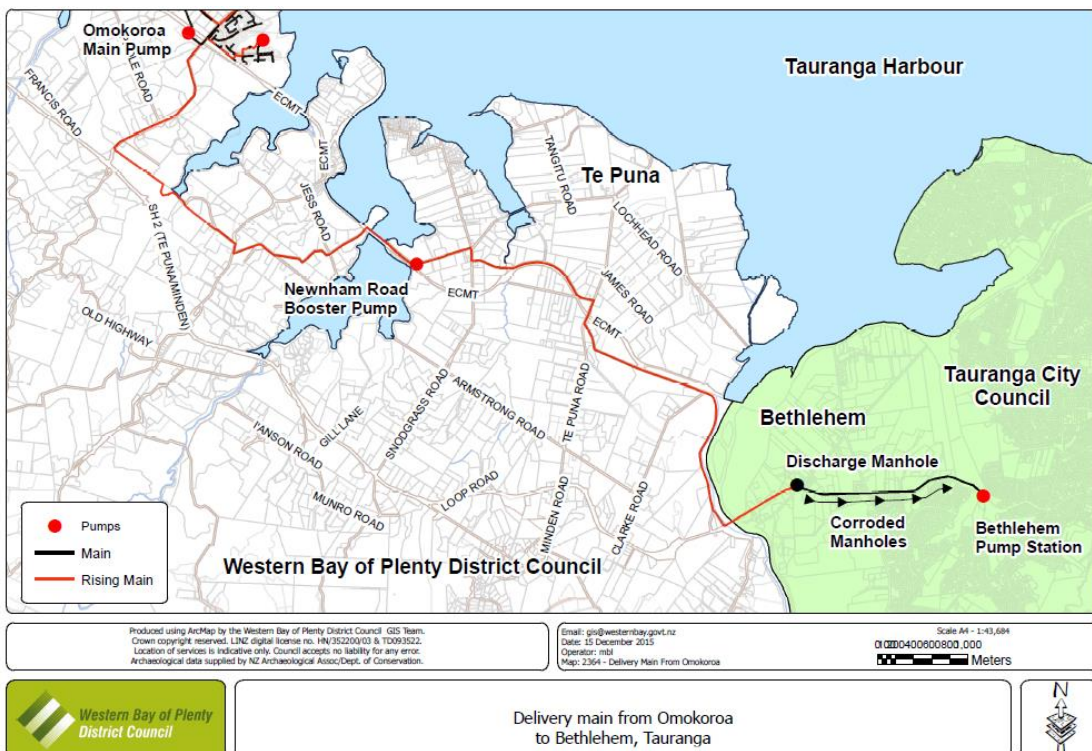 Omokoroa
Main Pump
Tauranga Harbour
FRANCIS ROAD
ECMT
ECMT
JESS ROAD
TANGITU ROAD
Te Puna
LOCHHEAD ROAD
SH 2 (TE PUNA/MINDEN)
Newnham Road
Booster Pump
ECMT
JAMES ROAD
ECMT
OLD HIGHWAY
Tauranga City
Council
GILL LANE
SNODGRASS ROAD
ARMSTRONG ROAD
TE PUNA ROAD
Bethlehem
I'ANSON ROAD
Discharge Manhole
MUNRO ROAD
LOOP ROAD
MINDEN ROAD
CLARKE ROAD
Corroded
Manholes
Bethlehem
Pump Station
Pumps
Main
Rising Main
Western Bay of Plenty District Council
Produced using ArcMap by the Western Bay of Plenty District Council GIS Team.
Crown copyright reserved. LINZ digital license no. HN/352200/03 & TD093522.
Location of services is indicative only. Council accepts no liability for any error.
Archaeological data supplied by NZ Archaeological Assoc/Dept. of Conservation.
Email: gis@westernbay.govt.nz
Date: 15 December 2015
Operator: mbl
Map: 2364 - Delivery Main From Omokoroa
Scale A4 - 1:43,684
Meters
Western Bay of Plenty
District Council
Delivery main from Omokoroa
to Bethlehem, Tauranga
N